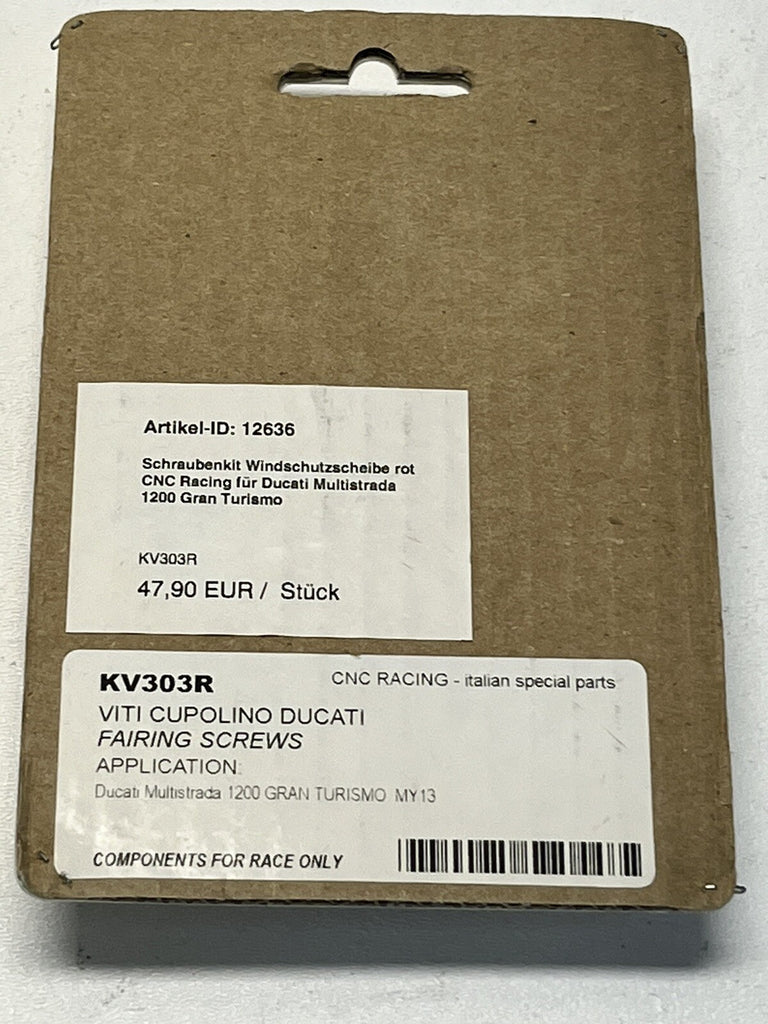 Artikel-ID: 12636
Schraubenkit Windschutzscheibe rot
CNC Racing für Ducati Multistrada
1200 Gran Turismo
KV303R
47,90 EUR / Stück
KV303R
CNC RACING - italian special parts
VITI CUPOLINO DUCATI
FAIRING SCREWS
APPLICATION:
Ducati Multistrada 1200 GRAN TURISMO MY13
COMPONENTS FOR RACE ONLY